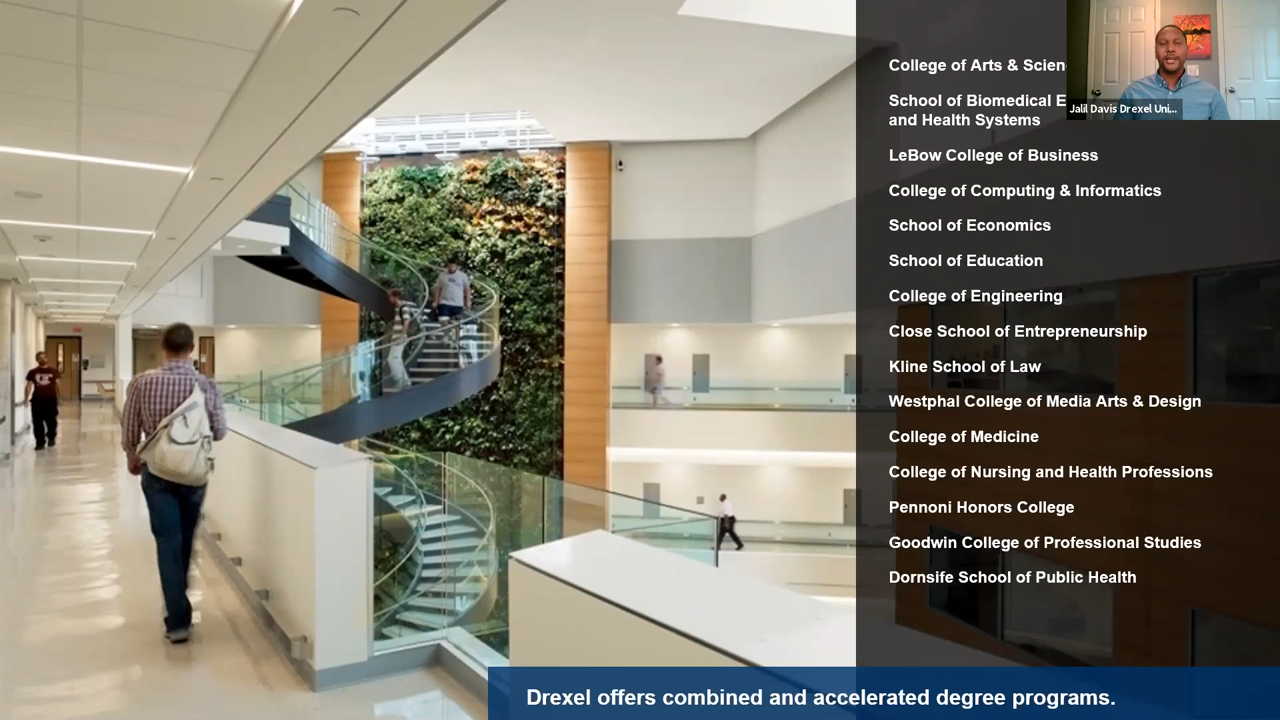 College of Arts & Scien
School of Biomedical E
and Health Systems
Jalil Davis Drexel Uni...
LeBow College of Business
College of Computing & Informatics
School of Economics
School of Education
College of Engineering
Close School of Entrepreneurship
Kline School of Law
Westphal College of Media Arts & Design
College of Medicine
College of Nursing and Health Professions
Pennoni Honors College
Goodwin College of Professional Studies
Dornsife School of Public Health
Drexel offers combined and accelerated degree programs.